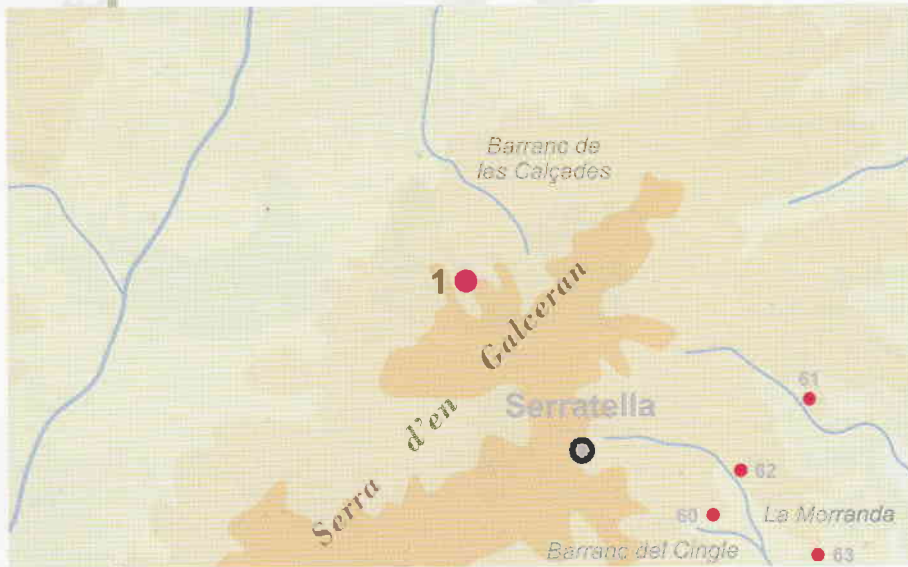 Barranc de
les Calçades
1
Serra d'en Galceran
Serratella
61
62
60
La Morranda
Barranc del Cingle
63